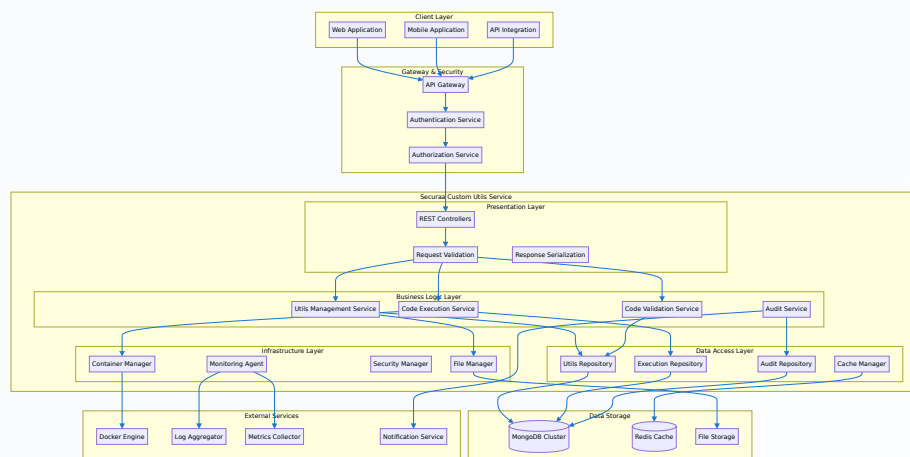 Client Layer
Web Application
Mobile Application
API Integration
Gateway & Security
API Gateway
Authentication Service
Authorization Service
Securaa Custom Utils Service
Presentation Layer
REST Controllers
Request Validation
Response Serialization
Business Logic Layer
Utils Management Service
Code Execution Service
Code Validation Service
Audit Service
Infrastructure Layer
Data Access Layer
Container Manager
Monitoring Agent
Security Manager
File Manager
Utils Repository
Execution Repository
Audit Repository
Cache Manager
External Services
Data Storage
Docker Engine
Log Aggregator
Metrics Collector
Notification Service
MongoDB Cluster
Redis Cache
File Storage